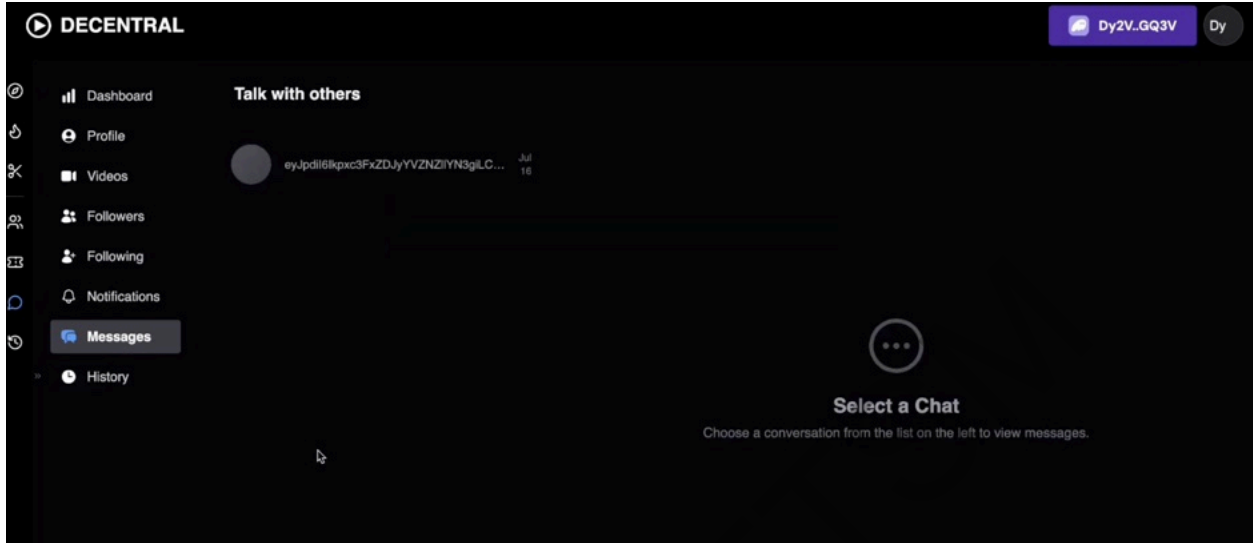 DECENTRAL
Dy2V..GQ3V
Dy
Dashboard
Profile
Videos
Followers
Following
Notifications
Messages
History
Talk with others
Jul
16
Select a Chat
Choose a conversation from the list on the left to view messages.